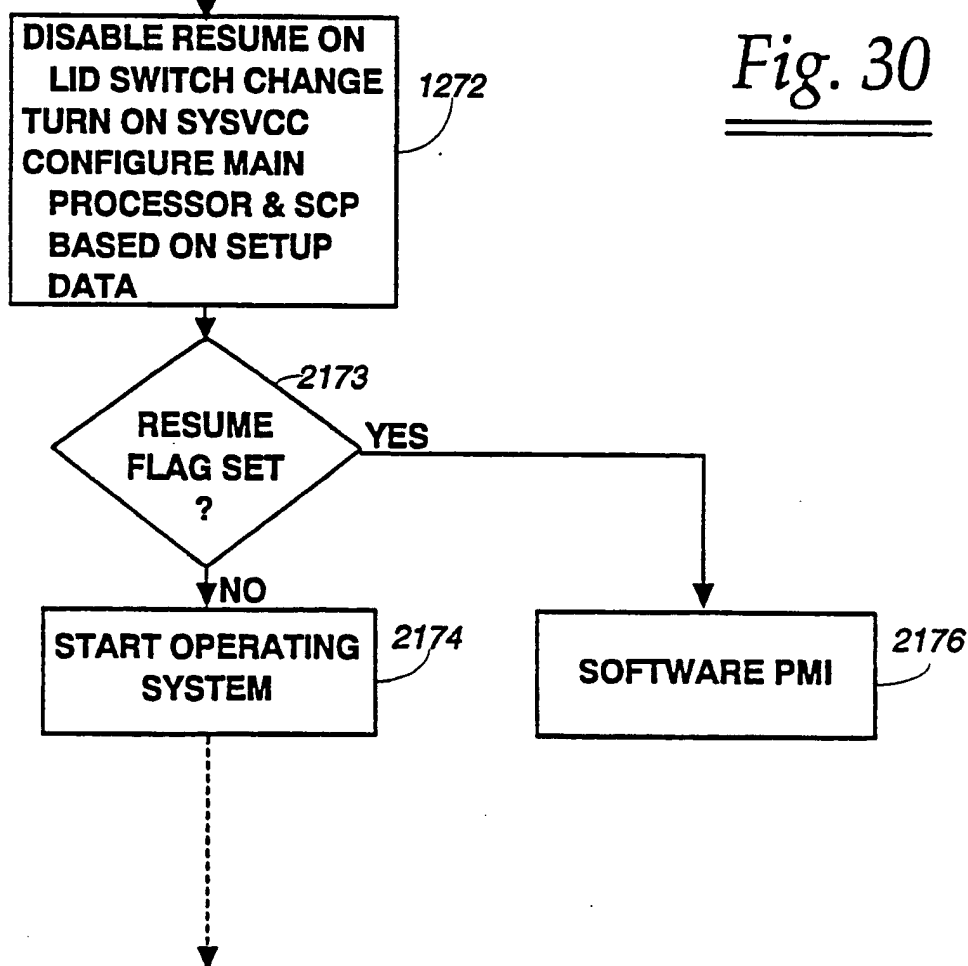 Fig. 30
DISABLE RESUME ON
LID SWITCH CHANGE
TURN ON SYSVCC
CONFIGURE MAIN
PROCESSOR & SCP
BASED ON SETUP
DATA
1272
2173
RESUME
FLAG SET
?
YES
NO
START OPERATING
SYSTEM
2174
SOFTWARE PMI
2176